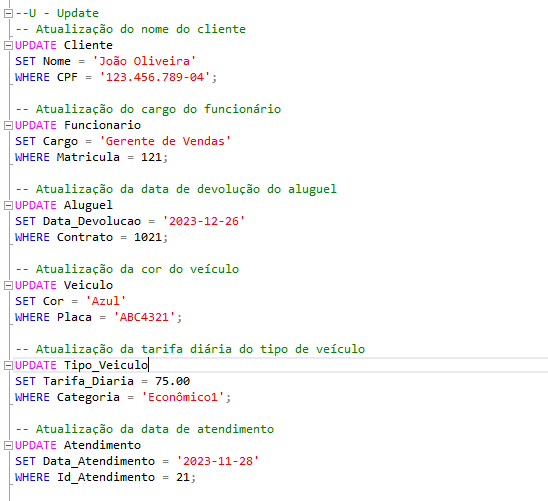 --U - Update
-- Atualização do nome do cliente
UPDATE Cliente
SET Nome = 'João Oliveira'
WHERE CPF = '123.456.789-04';
-- Atualização do cargo do funcionário
UPDATE Funcionario
SET Cargo = 'Gerente de Vendas'
WHERE Matricula = 121;
-- Atualização da data de devolução do aluguel
UPDATE Aluguel
SET Data_Devolucao = '2023-12-26'
WHERE Contrato = 1021;
-- Atualização da cor do veículo
UPDATE Veiculo
SET Cor = 'Azul'
WHERE Placa = 'ABC4321';
-- Atualização da tarifa diária do tipo de veículo
UPDATE Tipo_Veiculo
SET Tarifa_Diaria = 75.00
WHERE Categoria = 'Econômico1';
-- Atualização da data de atendimento
UPDATE Atendimento
SET Data_Atendimento = '2023-11-28'
WHERE Id_Atendimento = 21;